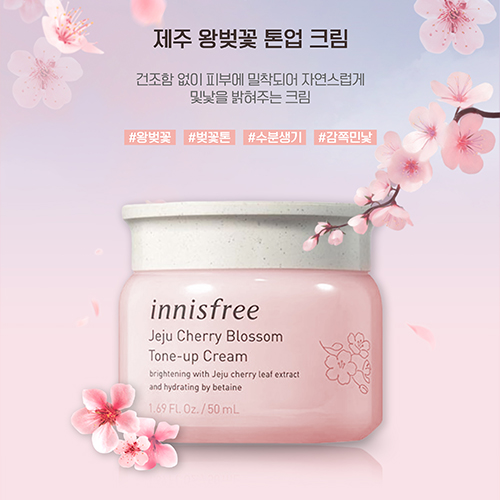 제주 왕벚꽃 톤업 크림
건조함 없이 피부에 밀착되어 자연스럽게
및낯을 밝혀주는 크림
#왕벚꽃 #벚꽃톤 #수분생기 #감쪽민낯
innisfree
Jeju Cherry Blossom
Tone-up Cream
brightening with Jeju cherry leaf extract
and hydrating by betaine
1.69 FL Oz. / 50 mL